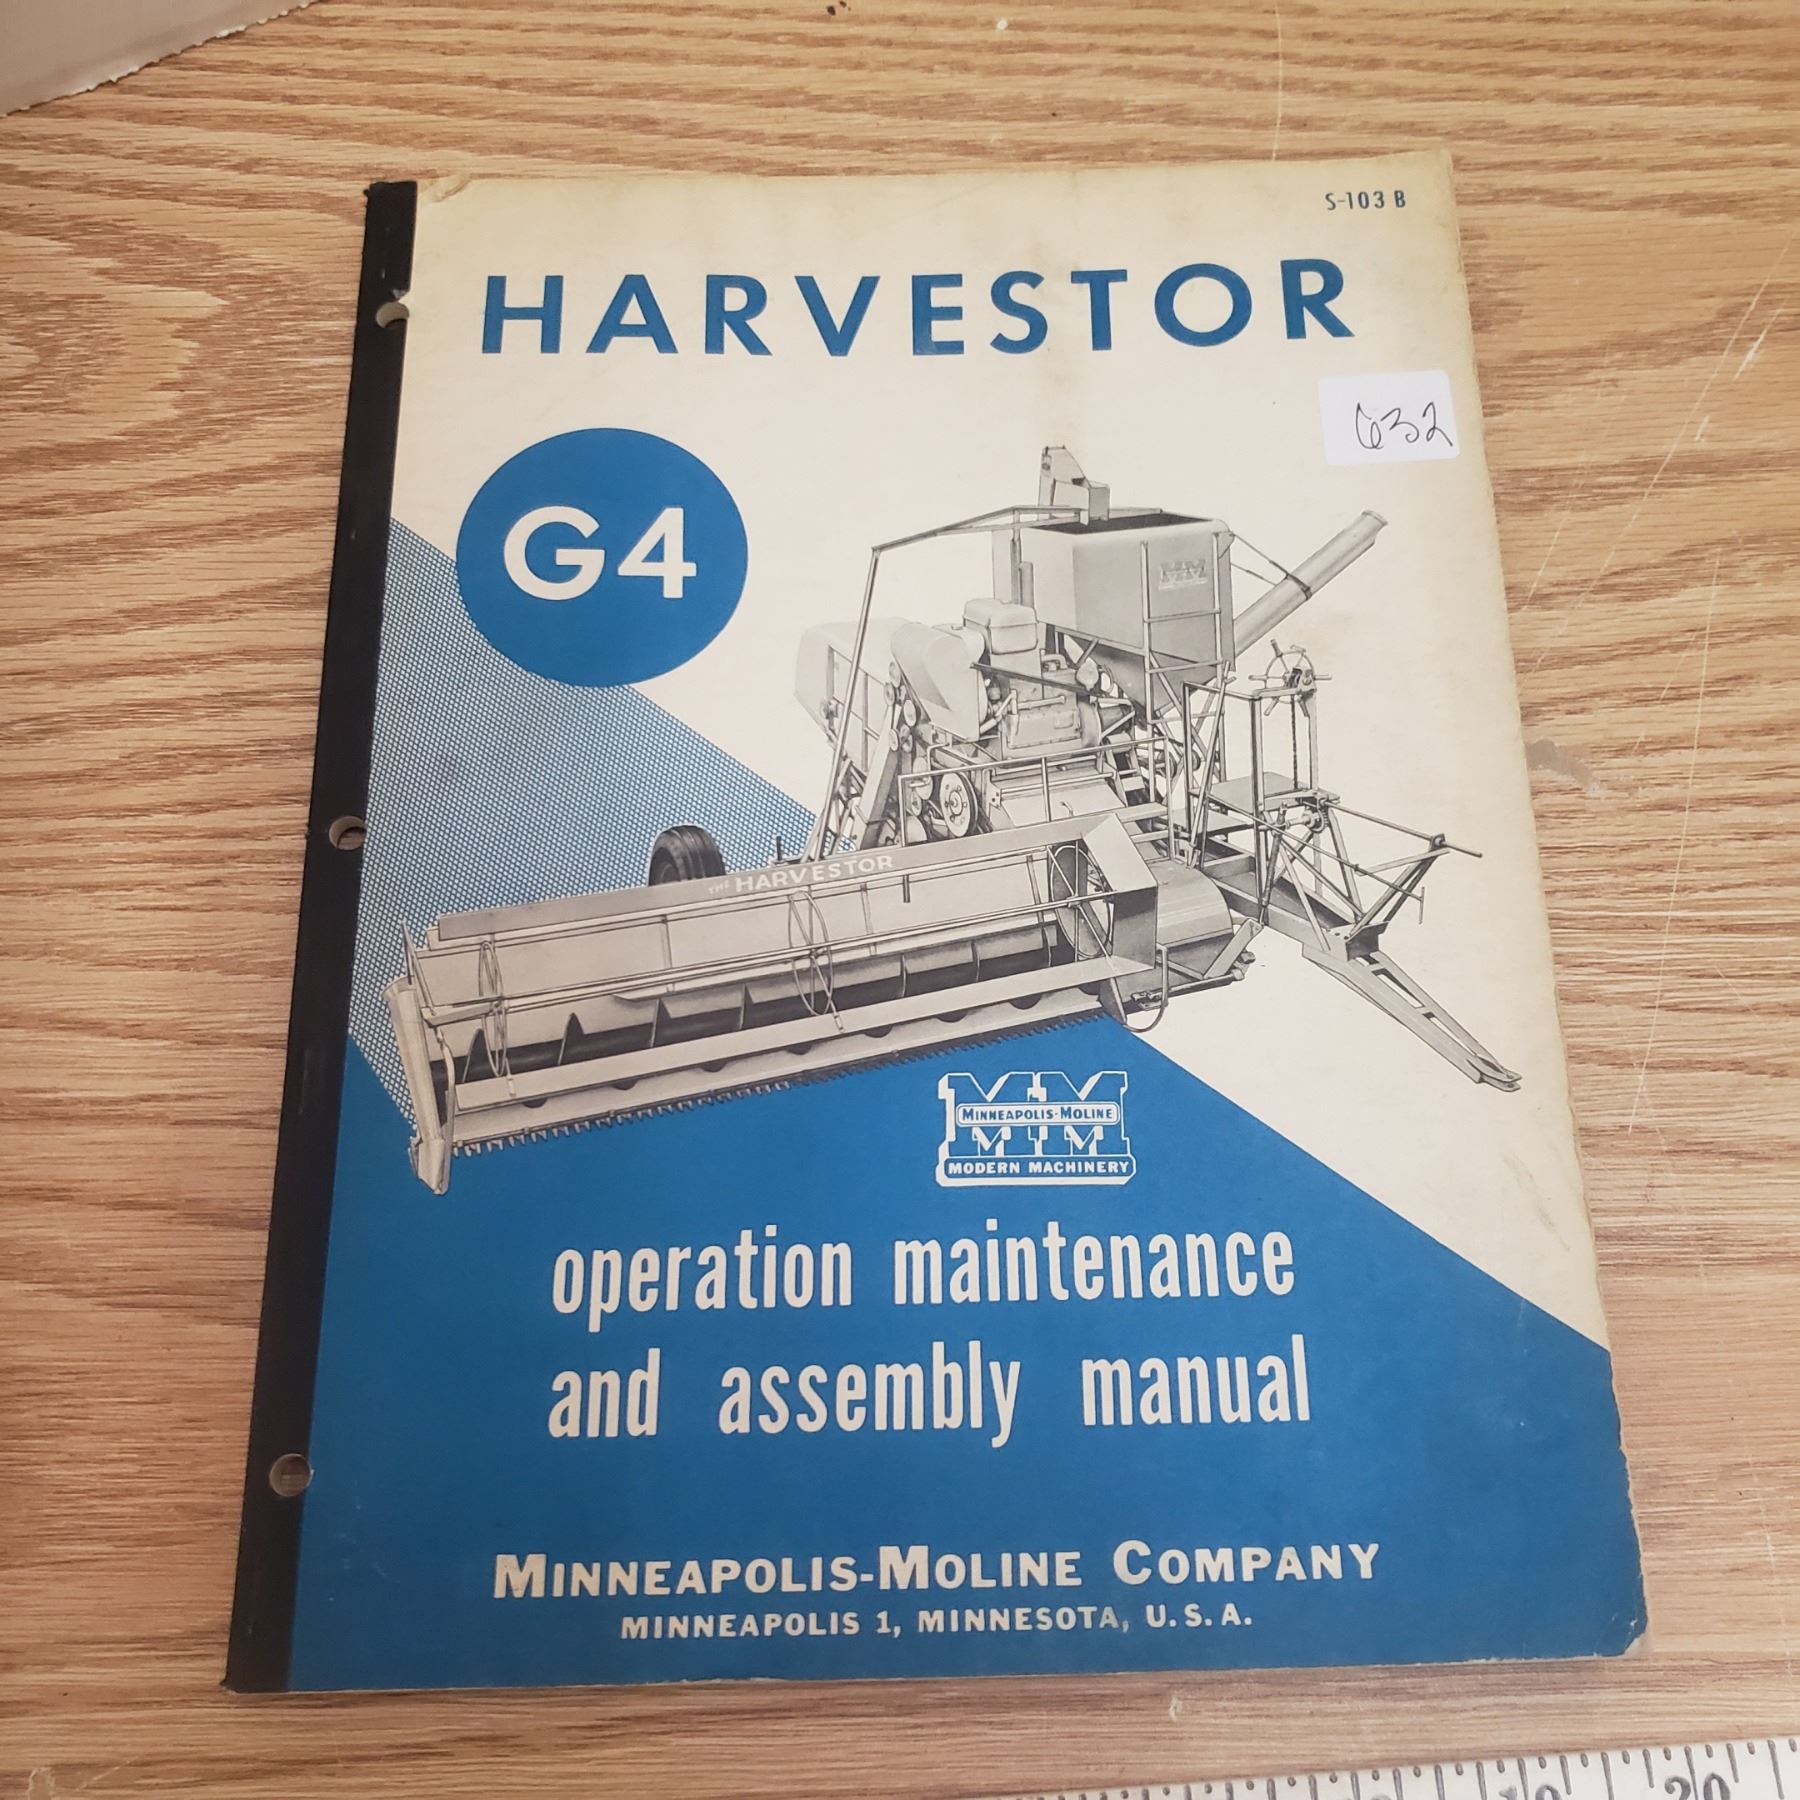 S-103 B
HARVESTOR
632
G4
MM
THE HARVESTOR
MINNEAPOLIS-MOLINE
MM
MODERN MACHINERY
operation maintenance
and assembly manual
MINNEAPOLIS-MOLINE COMPANY
MINNEAPOLIS 1, MINNESOTA, U.S.A.
20